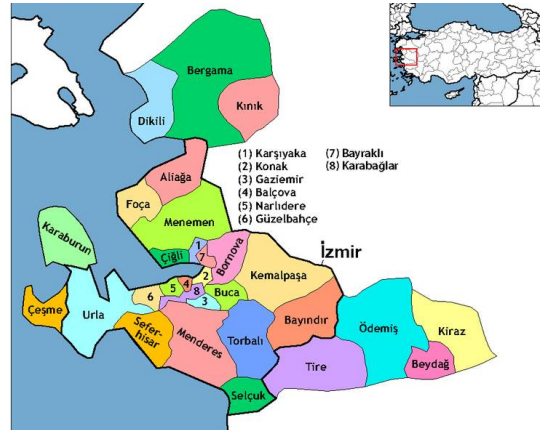 Bergama
Dikili
Kınık
Aliağa
Foça
Menemen
(1) Karşıyaka (7) Bayraklı
(2) Konak (8) Karabağlar
(3) Gaziemir
(4) Balçova
(5) Narlıdere
(6) Güzelbahçe
Karaburun
Çiğli
1
7
Bornova
İzmir
2
Kemalpaşa
5
4
8
6
3
Buca
Çeşme
Urla
Sefer-
hisar
Menderes
Torbalı
Bayındır
Ödemiş
Kiraz
Tire
Beydağ
Selçuk